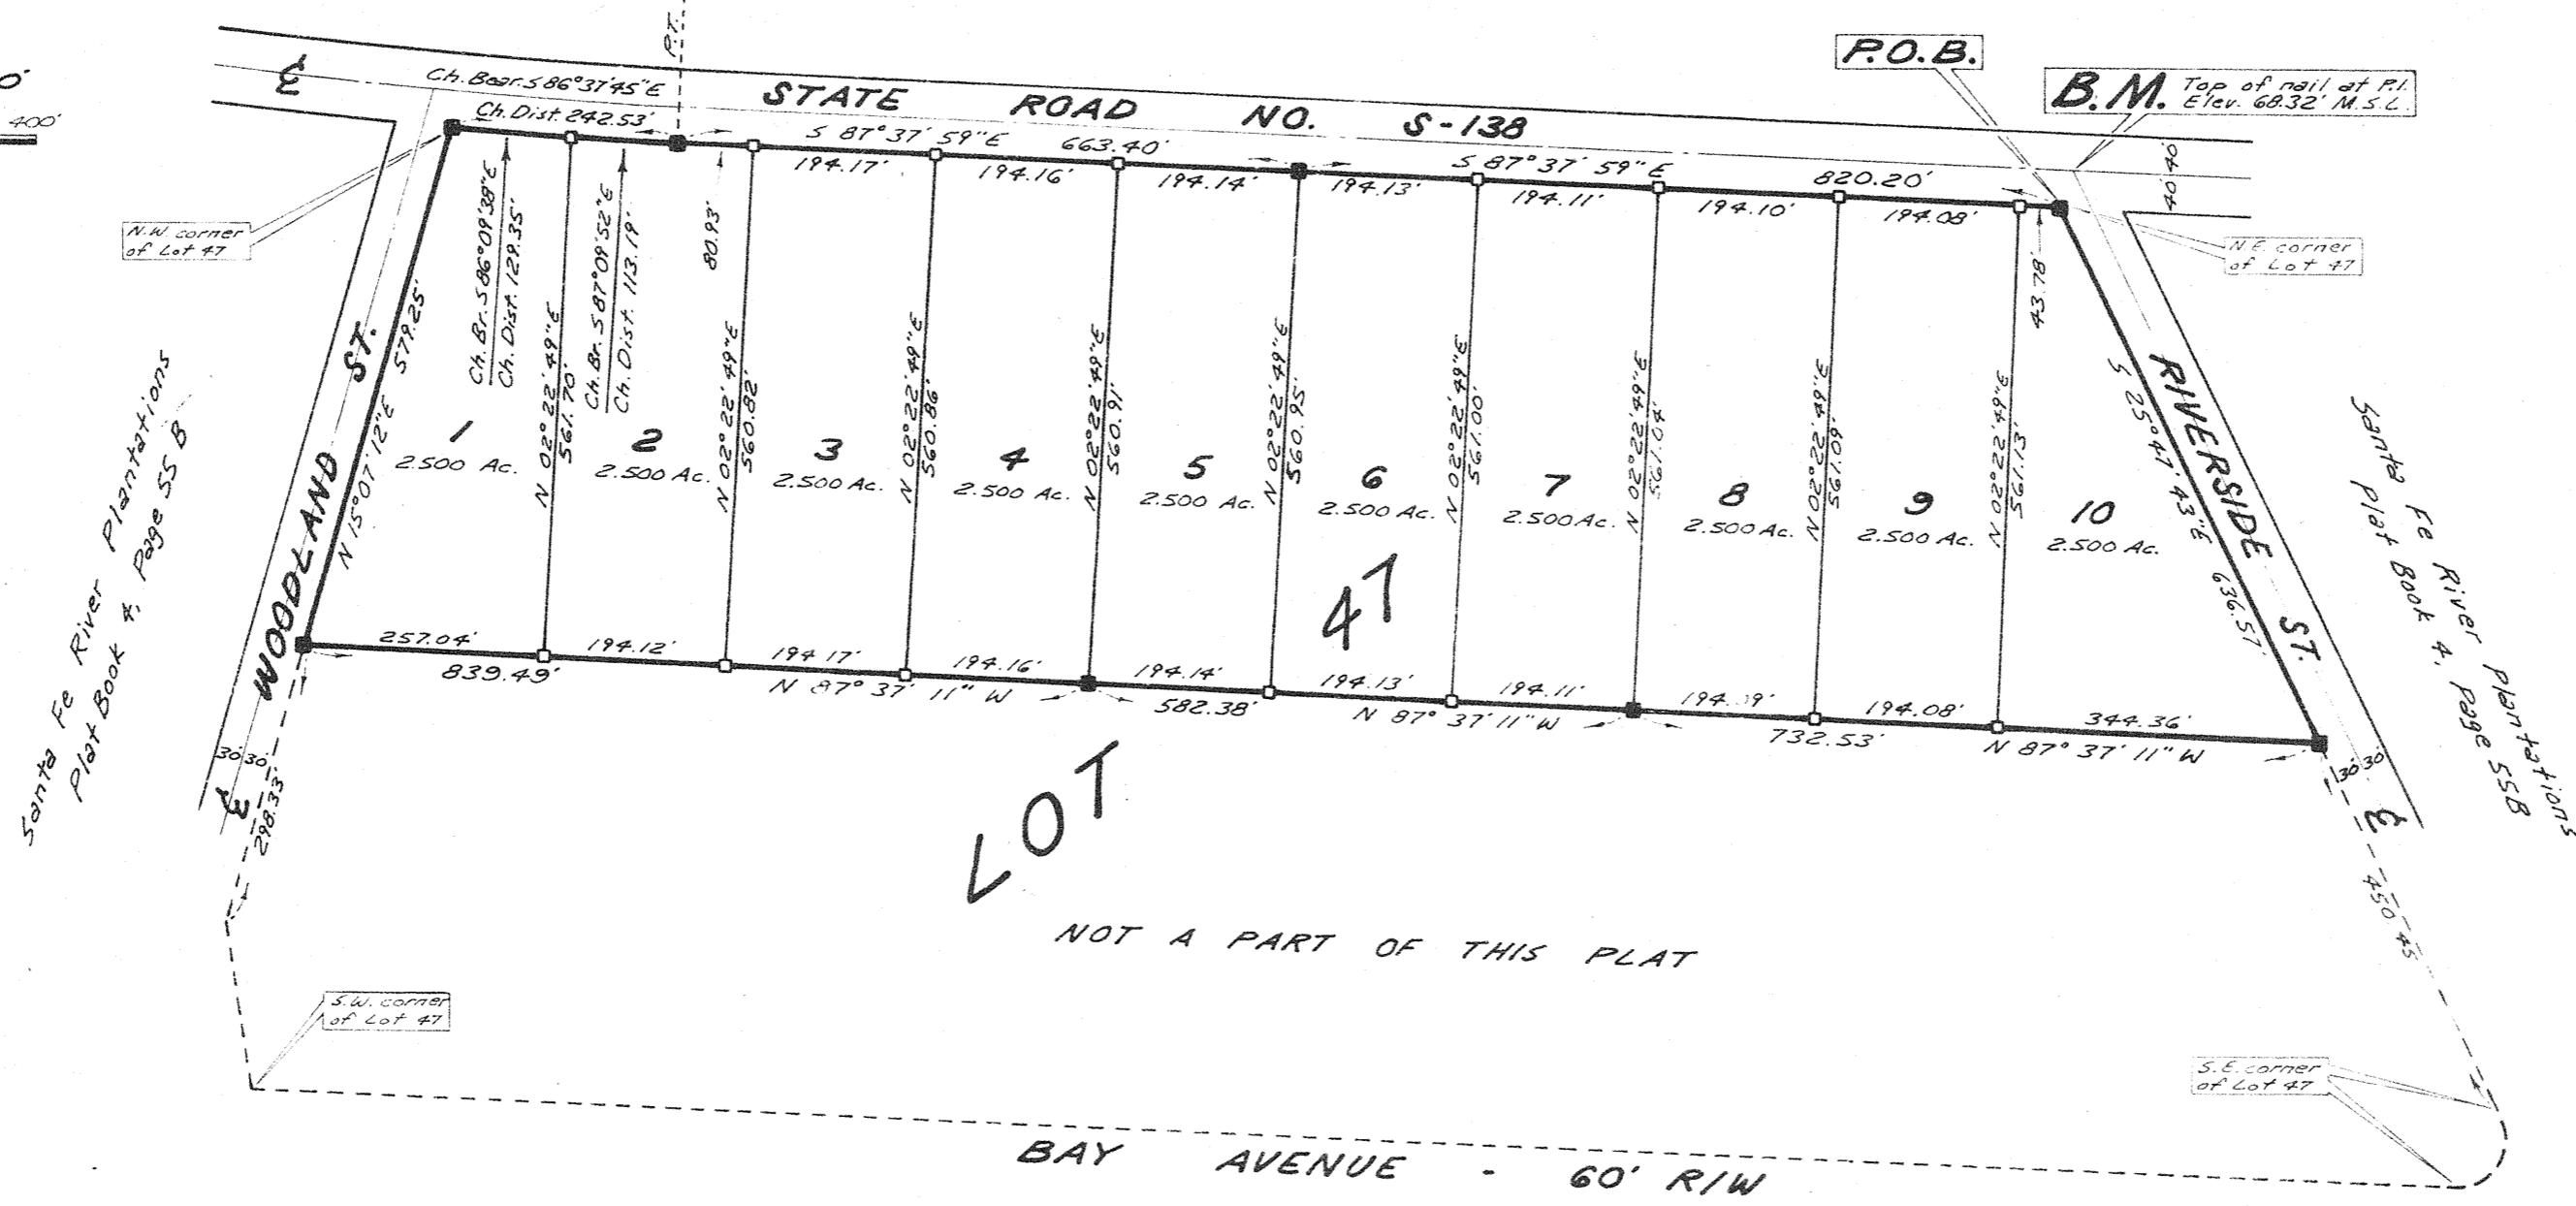 0'
400'
P.T.
P.O.B.
B.M. Top of nail at P.I.
Elev. 68.32' M.S.L.
Ch. Bear. S 86°37'45"E
Ch. Dist. 242.53'
STATE ROAD NO. S-138
S 87°37'59"E 663.40'
S 87°37'59"E 820.20'
40' 40'
194.17'
194.16'
194.14'
194.13'
194.11'
194.10'
194.08'
N.W. corner
of Lot 47
N.E. corner
of Lot 47
Ch. Br. S 86°09'38"E
Ch. Dist. 129.35'
Ch. Br. S 87°09'52"E
Ch. Dist. 113.19'
80.93'
43.78'
WOODLAND ST.
N 15°07'12"E 579.25'
N 02°22'49"E
561.70'
N 02°22'49"E
560.82'
N 02°22'49"E
560.86'
N 02°22'49"E
560.91'
N 02°22'49"E
560.95'
N 02°22'49"E
561.00'
N 02°22'49"E
561.04'
N 02°22'49"E
561.09'
N 02°22'49"E
561.13'
S 25°47'43"E 636.57'
RIVERSIDE ST.
1
2.500 Ac.
2
2.500 Ac.
3
2.500 Ac.
4
2.500 Ac.
5
2.500 Ac.
6
2.500 Ac.
7
2.500 Ac.
8
2.500 Ac.
9
2.500 Ac.
10
2.500 Ac.
Santa Fe River Plantations
Plat Book 4, Page 55 B
Santa Fe River Plantations
Plat Book 4, Page 55B
257.04'
194.12'
194.17'
194.16'
194.14'
194.13'
194.11'
194.08'
344.36'
839.49'
N 87°37'11" W
582.38'
N 87°37'11" W
732.53'
N 87°37'11" W
30' 30'
298.33'
30' 30'
450.45
LOT 47
NOT A PART OF THIS PLAT
S.W. corner
of Lot 47
S.E. corner
of Lot 47
BAY AVENUE - 60' R/W